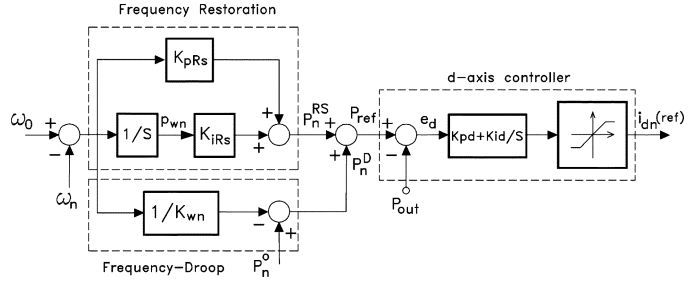 Frequency Restoration
K_pRs
ω_0
+
−
ω_n
1/S
p_wn
K_iRs
+
+
P_n^RS
+
P_ref
+
P_n^D
d-axis controller
+
−
e_d
Kpd+Kid/S
i_dn(ref)
P_out
1/K_wn
−
+
P_n^o
Frequency-Droop